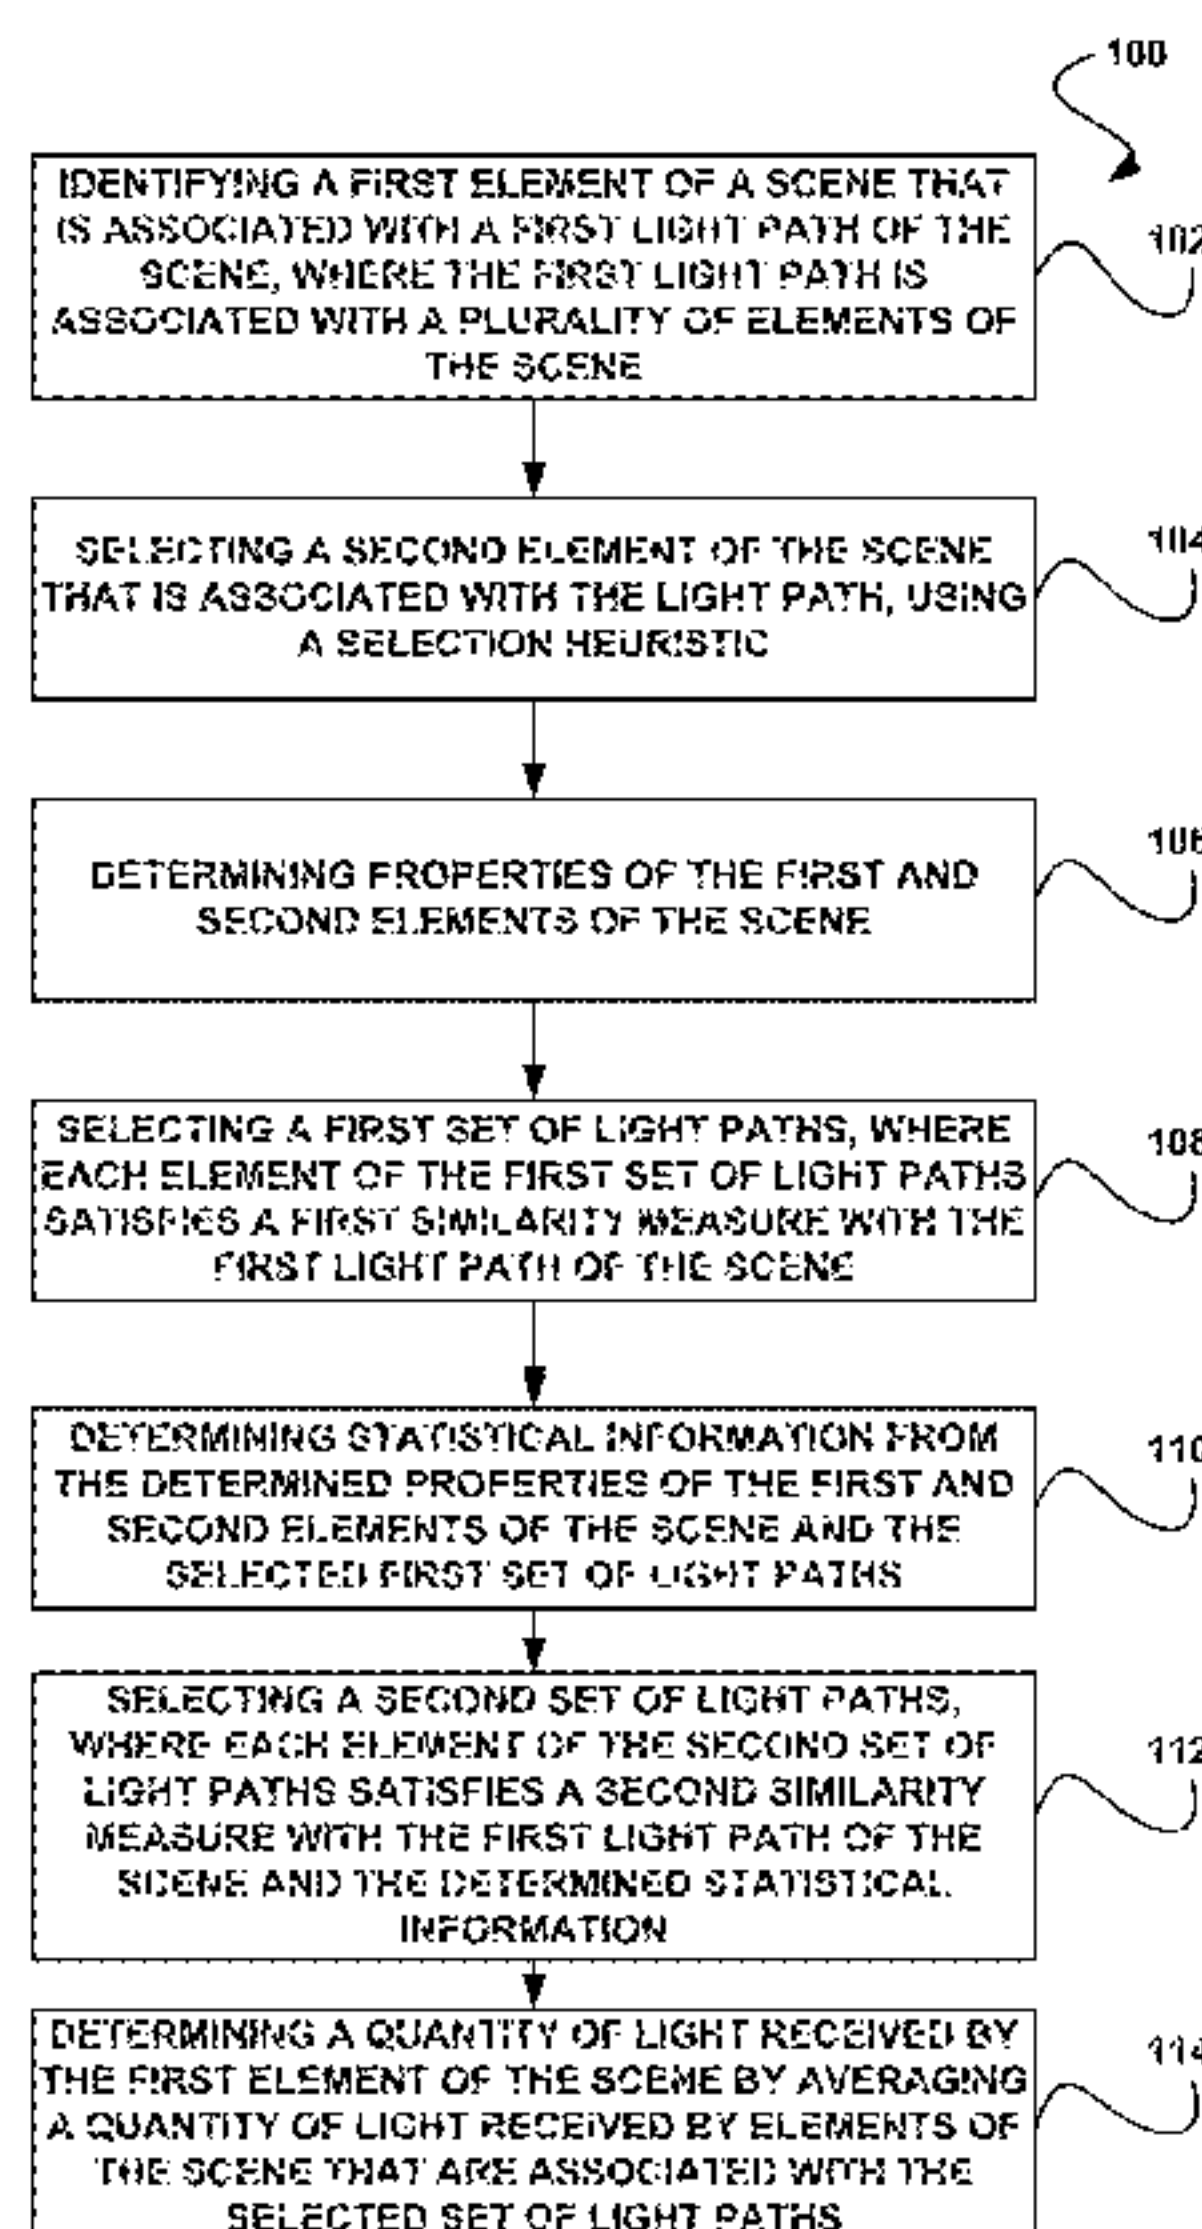 100
IDENTIFYING A FIRST ELEMENT OF A SCENE THAT
IS ASSOCIATED WITH A FIRST LIGHT PATH OF THE
SCENE, WHERE THE FIRST LIGHT PATH IS
ASSOCIATED WITH A PLURALITY OF ELEMENTS OF
THE SCENE
102
SELECTING A SECOND ELEMENT OF THE SCENE
THAT IS ASSOCIATED WITH THE LIGHT PATH, USING
A SELECTION HEURISTIC
104
DETERMINING PROPERTIES OF THE FIRST AND
SECOND ELEMENTS OF THE SCENE
106
SELECTING A FIRST SET OF LIGHT PATHS, WHERE
EACH ELEMENT OF THE FIRST SET OF LIGHT PATHS
SATISFIES A FIRST SIMILARITY MEASURE WITH THE
FIRST LIGHT PATH OF THE SCENE
108
DETERMINING STATISTICAL INFORMATION FROM
THE DETERMINED PROPERTIES OF THE FIRST AND
SECOND ELEMENTS OF THE SCENE AND THE
SELECTED FIRST SET OF LIGHT PATHS
110
SELECTING A SECOND SET OF LIGHT PATHS,
WHERE EACH ELEMENT OF THE SECOND SET OF
LIGHT PATHS SATISFIES A SECOND SIMILARITY
MEASURE WITH THE FIRST LIGHT PATH OF THE
SCENE AND THE DETERMINED STATISTICAL
INFORMATION
112
DETERMINING A QUANTITY OF LIGHT RECEIVED BY
THE FIRST ELEMENT OF THE SCENE BY AVERAGING
A QUANTITY OF LIGHT RECEIVED BY ELEMENTS OF
THE SCENE THAT ARE ASSOCIATED WITH THE
SELECTED SET OF LIGHT PATHS
114